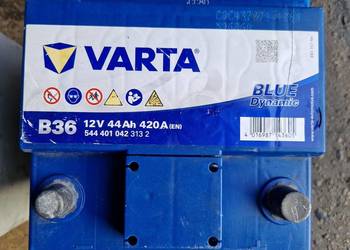 VARTA
BLUE
Dynamic
B36
12V 44Ah 420A (EN)
544 401 042 313 2